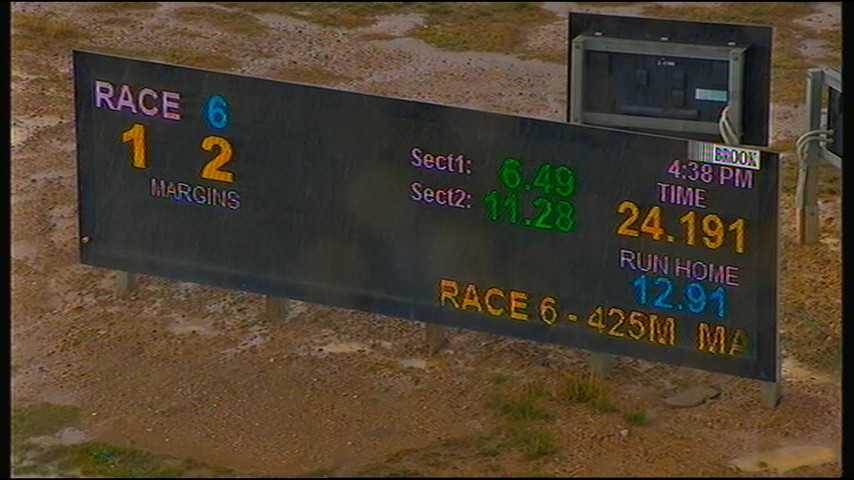 RACE 6
1 2
MARGINS
Sect1: 6.49
Sect2: 11.28
4:38 PM
TIME
24.191
RUN HOME
12.91
RACE 6 - 425M MA